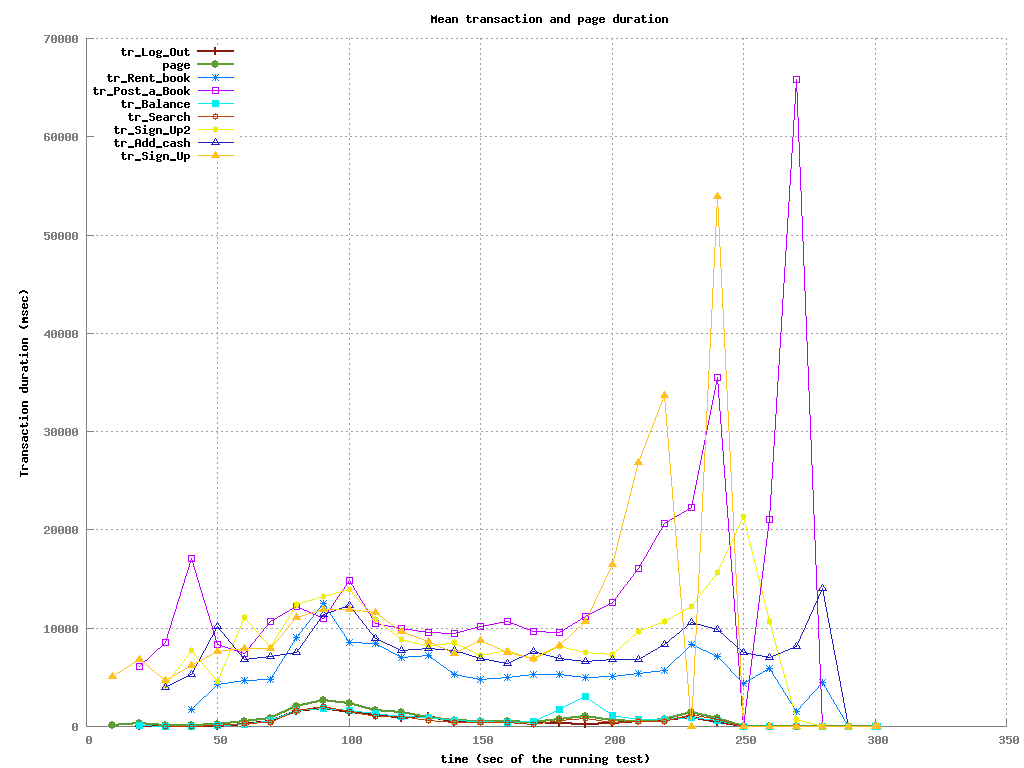 Mean transaction and page duration
70000
60000
50000
40000
30000
20000
10000
0
Transaction duration (msec)
tr_Log_Out
page
tr_Rent_book
tr_Post_a_Book
tr_Balance
tr_Search
tr_Sign_Up2
tr_Add_cash
tr_Sign_Up
0 50 100 150 200 250 300 350
time (sec of the running test)